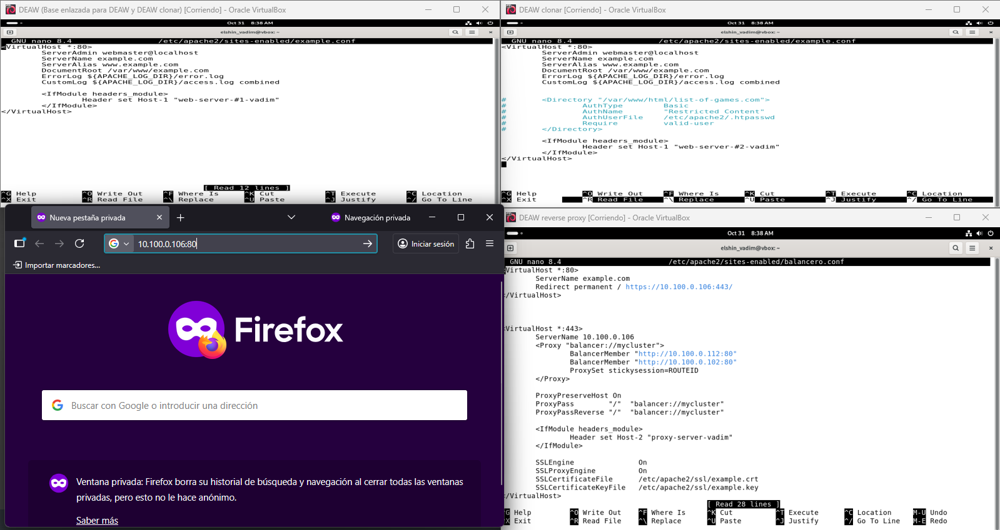 DEAW (Base enlazada para DEAW y DEAW clonar) [Corriendo] - Oracle VirtualBox
Oct 31 8:38 AM
elshin_vadim@vbox: ~
GNU nano 8.4 /etc/apache2/sites-enabled/example.conf
<VirtualHost *:80>
ServerAdmin webmaster@localhost
ServerName example.com
ServerAlias www.example.com
DocumentRoot /var/www/example.com
ErrorLog ${APACHE_LOG_DIR}/error.log
CustomLog ${APACHE_LOG_DIR}/access.log combined
<IfModule headers_module>
Header set Host-1 "web-server-#1-vadim"
</IfModule>
</VirtualHost>
[ Read 12 lines ]
^G Help ^O Write Out ^F Where Is ^K Cut ^T Execute ^C Location
^X Exit ^R Read File ^\ Replace ^U Paste ^J Justify ^/ Go To Line
DEAW clonar [Corriendo] - Oracle VirtualBox
Oct 31 8:38 AM
elshin_vadim@vbox: ~
GNU nano 8.4 /etc/apache2/sites-enabled/example.conf
<VirtualHost *:80>
ServerAdmin webmaster@localhost
ServerName example.com
ServerAlias www.example.com
DocumentRoot /var/www/example.com
ErrorLog ${APACHE_LOG_DIR}/error.log
CustomLog ${APACHE_LOG_DIR}/access.log combined
# <Directory "/var/www/html/list-of-games.com">
# AuthType Basic
# AuthName "Restricted Content"
# AuthUserFile /etc/apache2/.htpasswd
# Require valid-user
# </Directory>
<IfModule headers_module>
Header set Host-1 "web-server-#2-vadim"
</IfModule>
</VirtualHost>
^G Help ^O Write Out ^F Where Is ^K Cut ^T Execute ^C Location
^X Exit ^R Read File ^\ Replace ^U Paste ^J Justify ^/ Go To Line
Nueva pestaña privada
Navegación privada
10.100.0.106:80
Iniciar sesión
Importar marcadores...
Firefox
Buscar con Google o introducir una dirección
Ventana privada: Firefox borra su historial de búsqueda y navegación al cerrar todas las ventanas
privadas, pero esto no le hace anónimo.
Saber más
DEAW reverse proxy [Corriendo] - Oracle VirtualBox
Oct 31 8:38 AM
elshin_vadim@vbox: ~
GNU nano 8.4 /etc/apache2/sites-enabled/balancero.conf
<VirtualHost *:80>
ServerName example.com
Redirect permanent / https://10.100.0.106:443/
</VirtualHost>
<VirtualHost *:443>
ServerName 10.100.0.106
<Proxy "balancer://mycluster">
BalancerMember "http://10.100.0.112:80"
BalancerMember "http://10.100.0.102:80"
ProxySet stickysession=ROUTEID
</Proxy>
ProxyPreserveHost On
ProxyPass "/" "balancer://mycluster"
ProxyPassReverse "/" "balancer://mycluster"
<IfModule headers_module>
Header set Host-2 "proxy-server-vadim"
</IfModule>
SSLEngine On
SSLProxyEngine On
SSLCertificateFile /etc/apache2/ssl/example.crt
SSLCertificateKeyFile /etc/apache2/ssl/example.key
</VirtualHost>
[ Read 28 lines ]
^G Help ^O Write Out ^F Where Is ^K Cut ^T Execute ^C Location M-U Undo
^X Exit ^R Read File ^\ Replace ^U Paste ^J Justify ^/ Go To Line M-E Redo